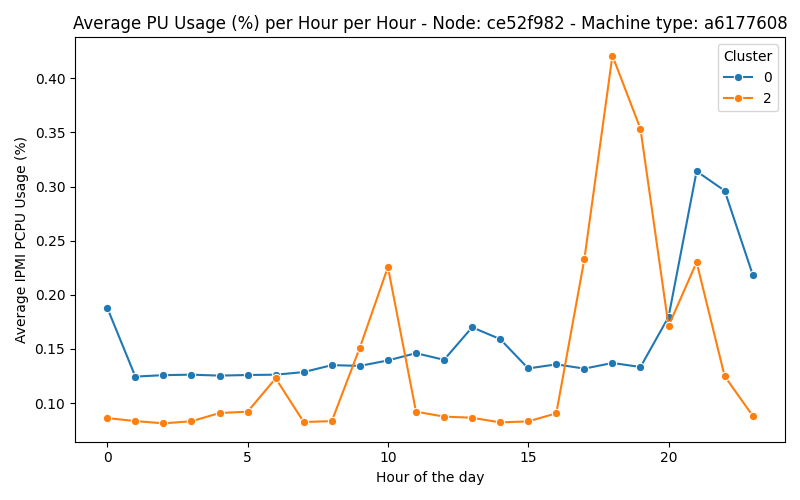 Average PU Usage (%) per Hour per Hour - Node: ce52f982 - Machine type: a6177608
Cluster
0
2
Average IPMI PCPU Usage (%)
0.40
0.35
0.30
0.25
0.20
0.15
0.10
0 5 10 15 20
Hour of the day